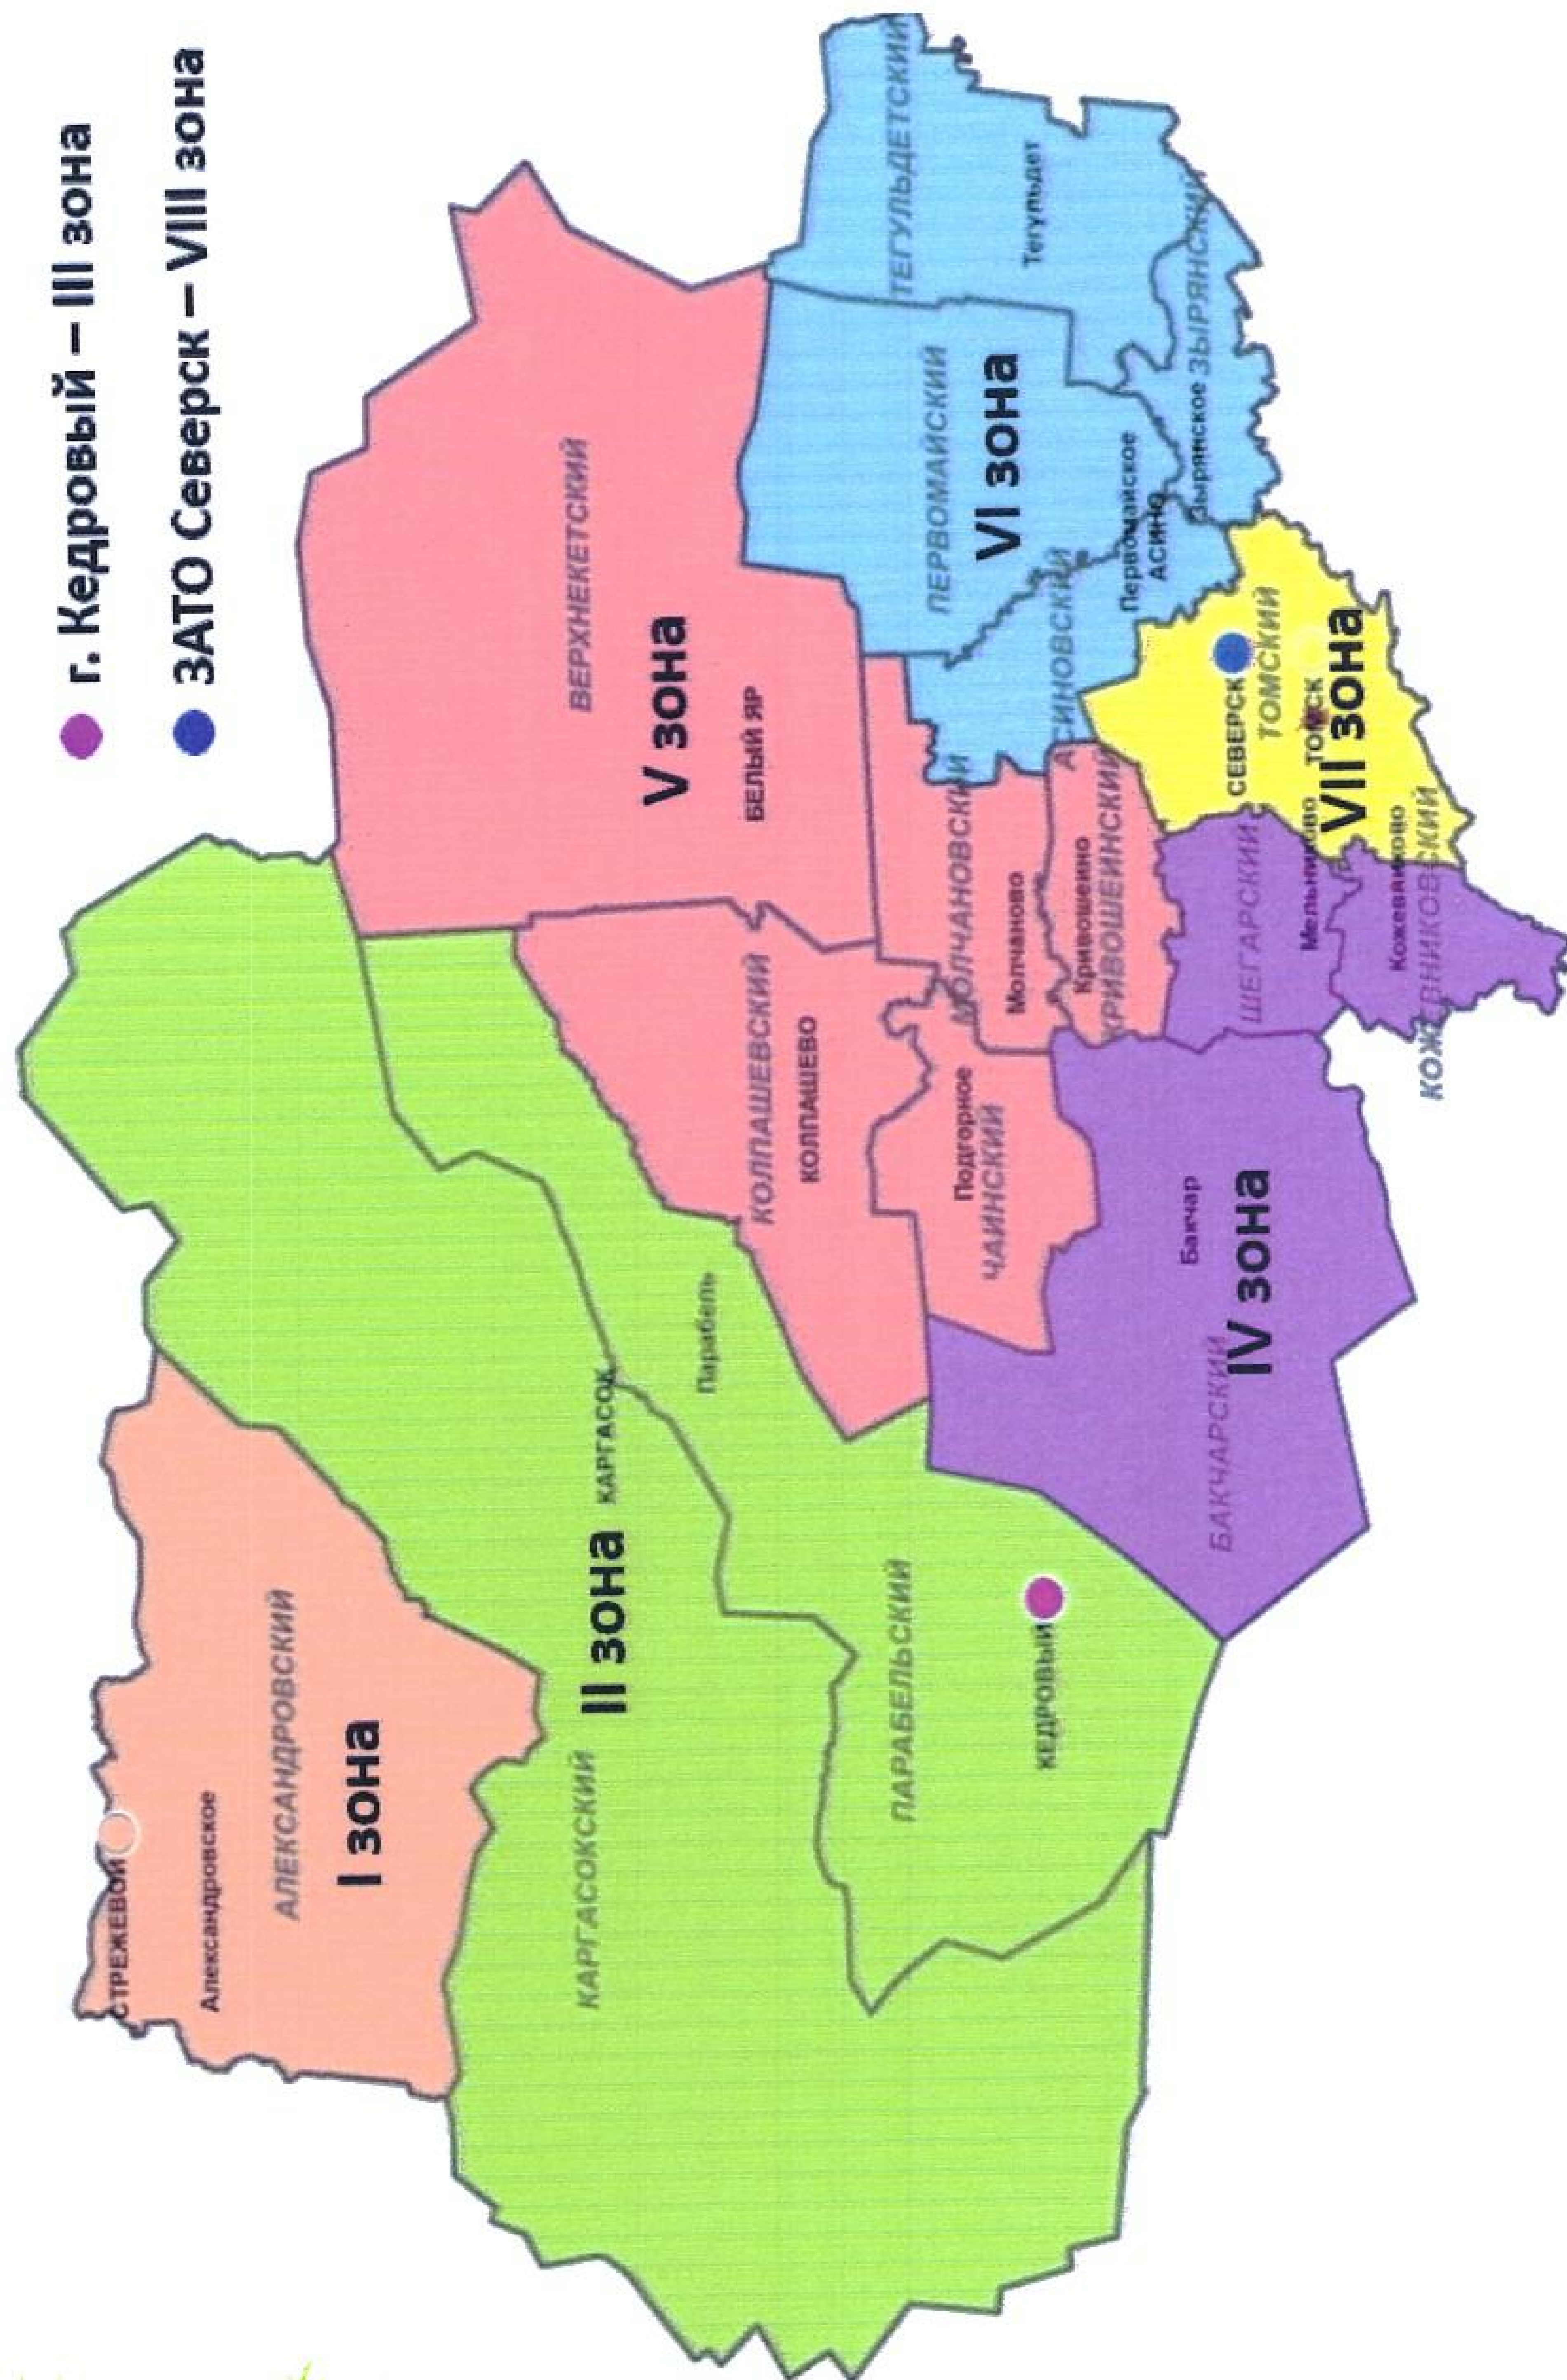 г. Кедровый – III зона
ЗАТО Северск – VIII зона
СТРЕЖЕВОЙ
Александровское
АЛЕКСАНДРОВСКИЙ
I зона
КАРГАСОКСКИЙ
II зона
КАРГАСОК
Парабель
ПАРАБЕЛЬСКИЙ
КЕДРОВЫЙ
ВЕРХНЕКЕТСКИЙ
V зона
БЕЛЫЙ ЯР
КОЛПАШЕВСКИЙ
КОЛПАШЕВО
МОЛЧАНОВСКИЙ
Молчаново
Подгорное
ЧАИНСКИЙ
Кривошеино
КРИВОШЕИНСКИЙ
ТЕГУЛЬДЕТСКИЙ
Тегульдет
ПЕРВОМАЙСКИЙ
VI зона
Первомайское
АСИНО
АСИНОВСКИЙ
Зырянское
ЗЫРЯНСКИЙ
СЕВЕРСК
ТОМСКИЙ
ТОМСК
VII зона
ШЕГАРСКИЙ
Мельниково
Кожевниково
КОЖЕВНИКОВСКИЙ
Бакчар
БАКЧАРСКИЙ
IV зона